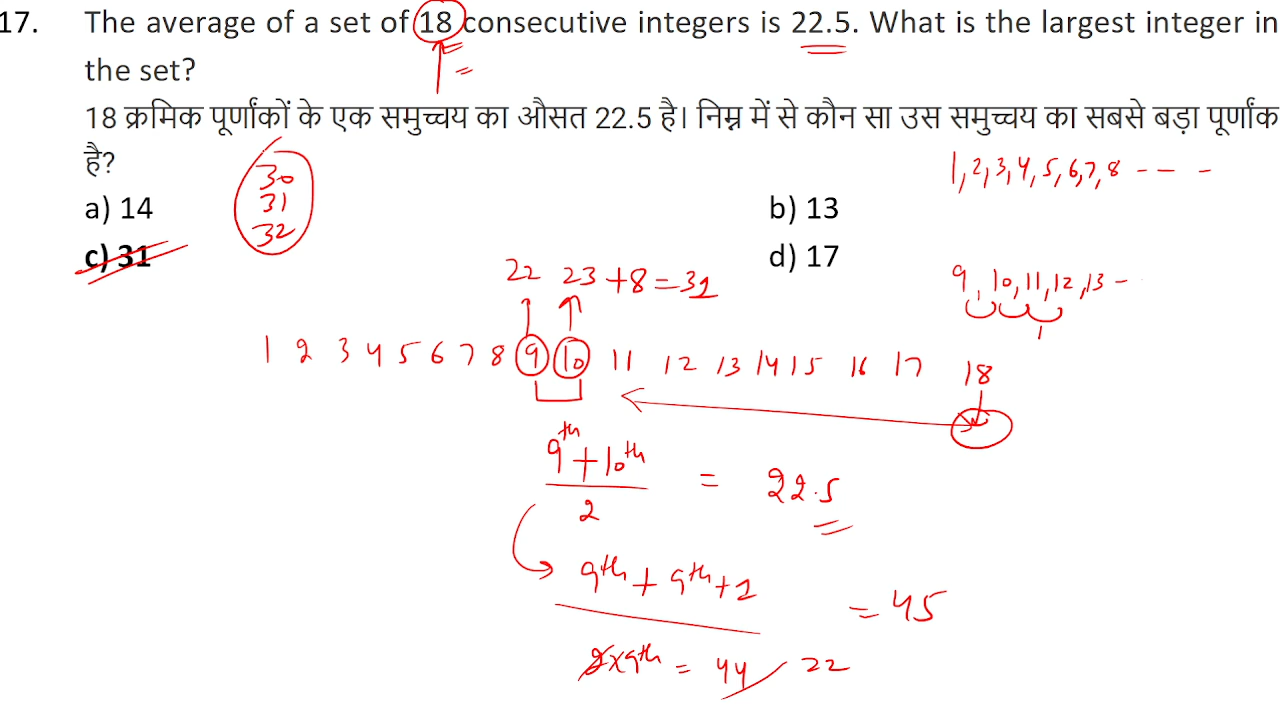 17. The average of a set of 18 consecutive integers is 22.5. What is the largest integer in
the set?
18 क्रमिक पूर्णांकों के एक समुच्चय का औसत 22.5 है। निम्न में से कौन सा उस समुच्चय का सबसे बड़ा पूर्णांक
है?
30
31
32
1,2,3,4,5,6,7,8 -- -
a) 14 b) 13
c) 31 d) 17
22 23+8=31
9, 10, 11, 12, 13 -
1
1 2 3 4 5 6 7 8 9 10 11 12 13 14 15 16 17 18
9th + 10th / 2 = 22.5
9th + 9th + 1 = 45
2x9th = 44 22